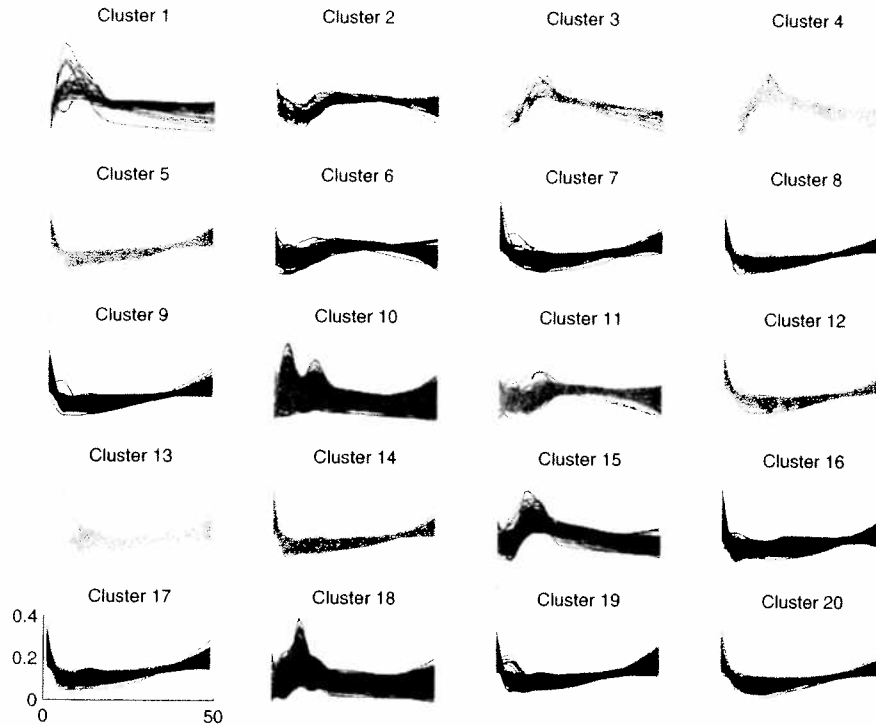 Cluster 1 Cluster 2 Cluster 3 Cluster 4
Cluster 5 Cluster 6 Cluster 7 Cluster 8
Cluster 9 Cluster 10 Cluster 11 Cluster 12
Cluster 13 Cluster 14 Cluster 15 Cluster 16
Cluster 17 Cluster 18 Cluster 19 Cluster 20
0.4
0.2
0
0 50